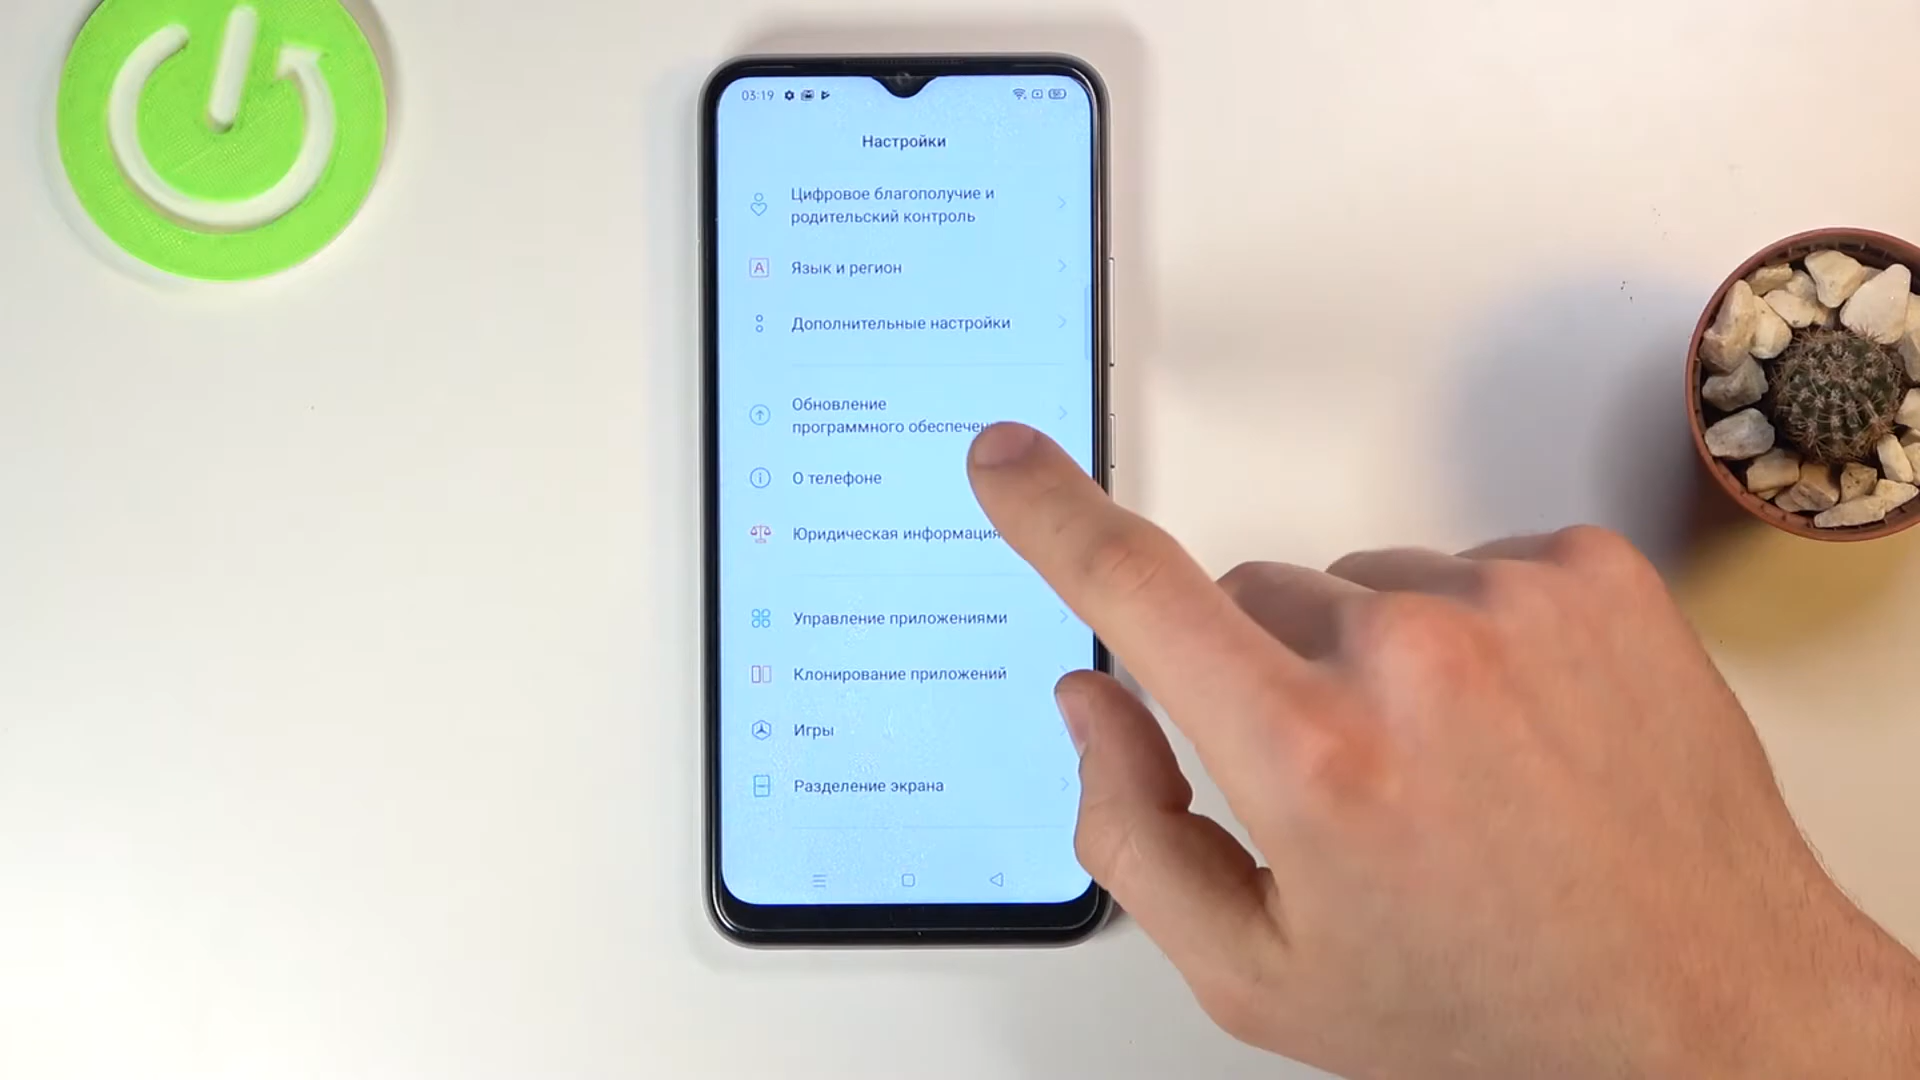 03:19
Настройки
Цифровое благополучие и
родительский контроль
A
Язык и регион
Дополнительные настройки
Обновление
программного
О телефоне
Юридическая информация
Управление приложениями
Клонирование приложений
Игры
Разделение экрана